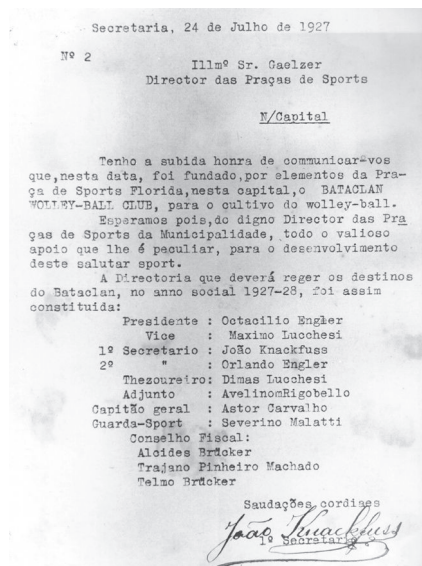 Secretaria, 24 de Julho de 1927
Nº 2
Illmº Sr. Gaelzer
Director das Praças de Sports
N/Capital
Tenho a subida honra de communicar-vos
que,nesta data, foi fundado,por elementos da Pra-
ça de Sports Florida,nesta capital,o BATACLAN
WOLLEY-BALL CLUB, para o cultivo do wolley-ball.
Esperamos pois,do digno Director das Pra
ças de Sports da Municipalidade, todo o valioso
apoio que lhe é peculiar, para o desenvolvimento
deste salutar sport.
A Directoria que deverá reger os destinos
do Bataclan, no anno social 1927-28, foi assim
constituida:
Presidente : Octacilio Engler
Vice : Maximo Lucchesi
1º Secretario : João Knackfuss
2º " : Orlando Engler
Thezoureiro: Dimas Lucchesi
Adjunto : AvelinomRigobello
Capitão geral : Astor Carvalho
Guarda-Sport : Severino Malatti
Conselho Fiscal:
Alcides Brücker
Trajano Pinheiro Machado
Telmo Brücker
Saudações cordiaes
João Knackfuss
1º Secretario